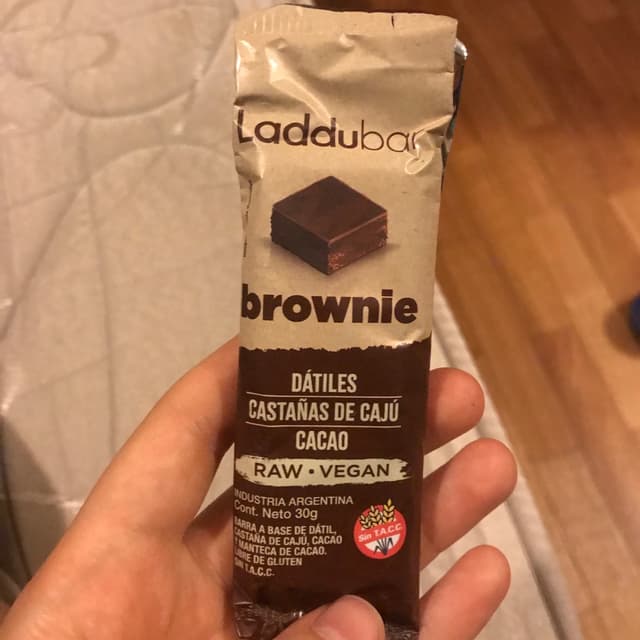 Laddubar
brownie
DÁTILES
CASTAÑAS DE CAJÚ
CACAO
RAW • VEGAN
INDUSTRIA ARGENTINA
Cont. Neto 30g
BARRA A BASE DE DÁTIL,
CASTAÑA DE CAJÚ, CACAO
Y MANTECA DE CACAO.
LIBRE DE GLUTEN
SIN T.A.C.C.
Sin T.A.C.C.